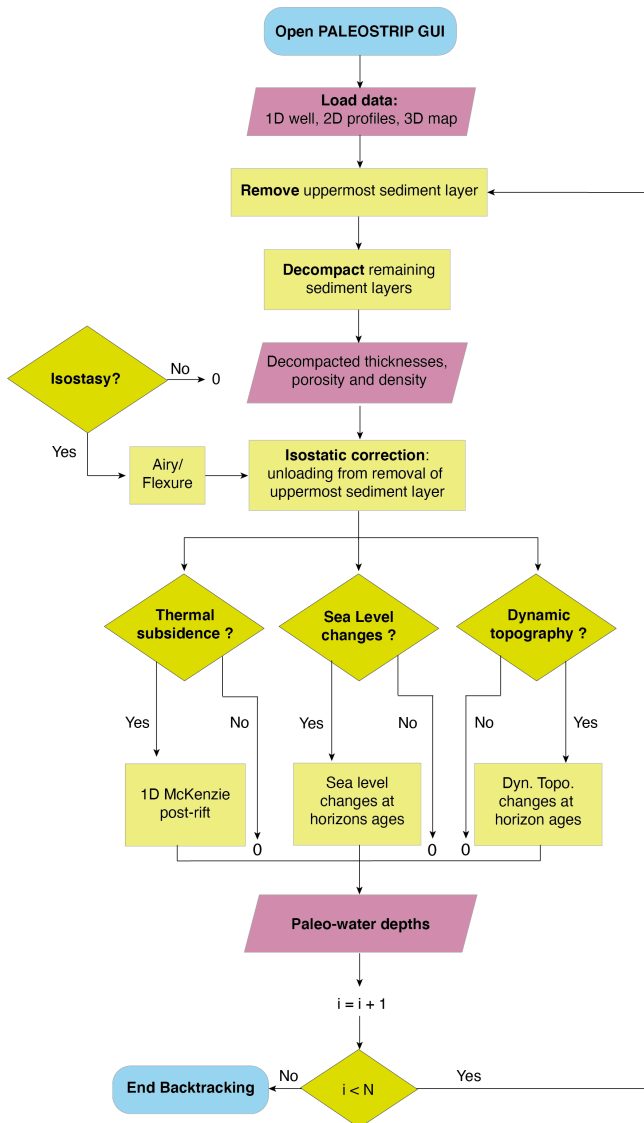 Open PALEOSTRIP GUI
Load data:
1D well, 2D profiles, 3D map
Remove uppermost sediment layer
Decompact remaining
sediment layers
Isostasy?
No
0
Decompacted thicknesses,
porosity and density
Yes
Airy/
Flexure
Isostatic correction:
unloading from removal of
uppermost sediment layer
Thermal
subsidence ?
Sea Level
changes ?
Dynamic
topography ?
Yes
No
Yes
No
No
Yes
1D McKenzie
post-rift
Sea level
changes at
horizons ages
Dyn. Topo.
changes at
horizon ages
0
0
0
Paleo-water depths
i = i + 1
End Backtracking
No
i < N
Yes